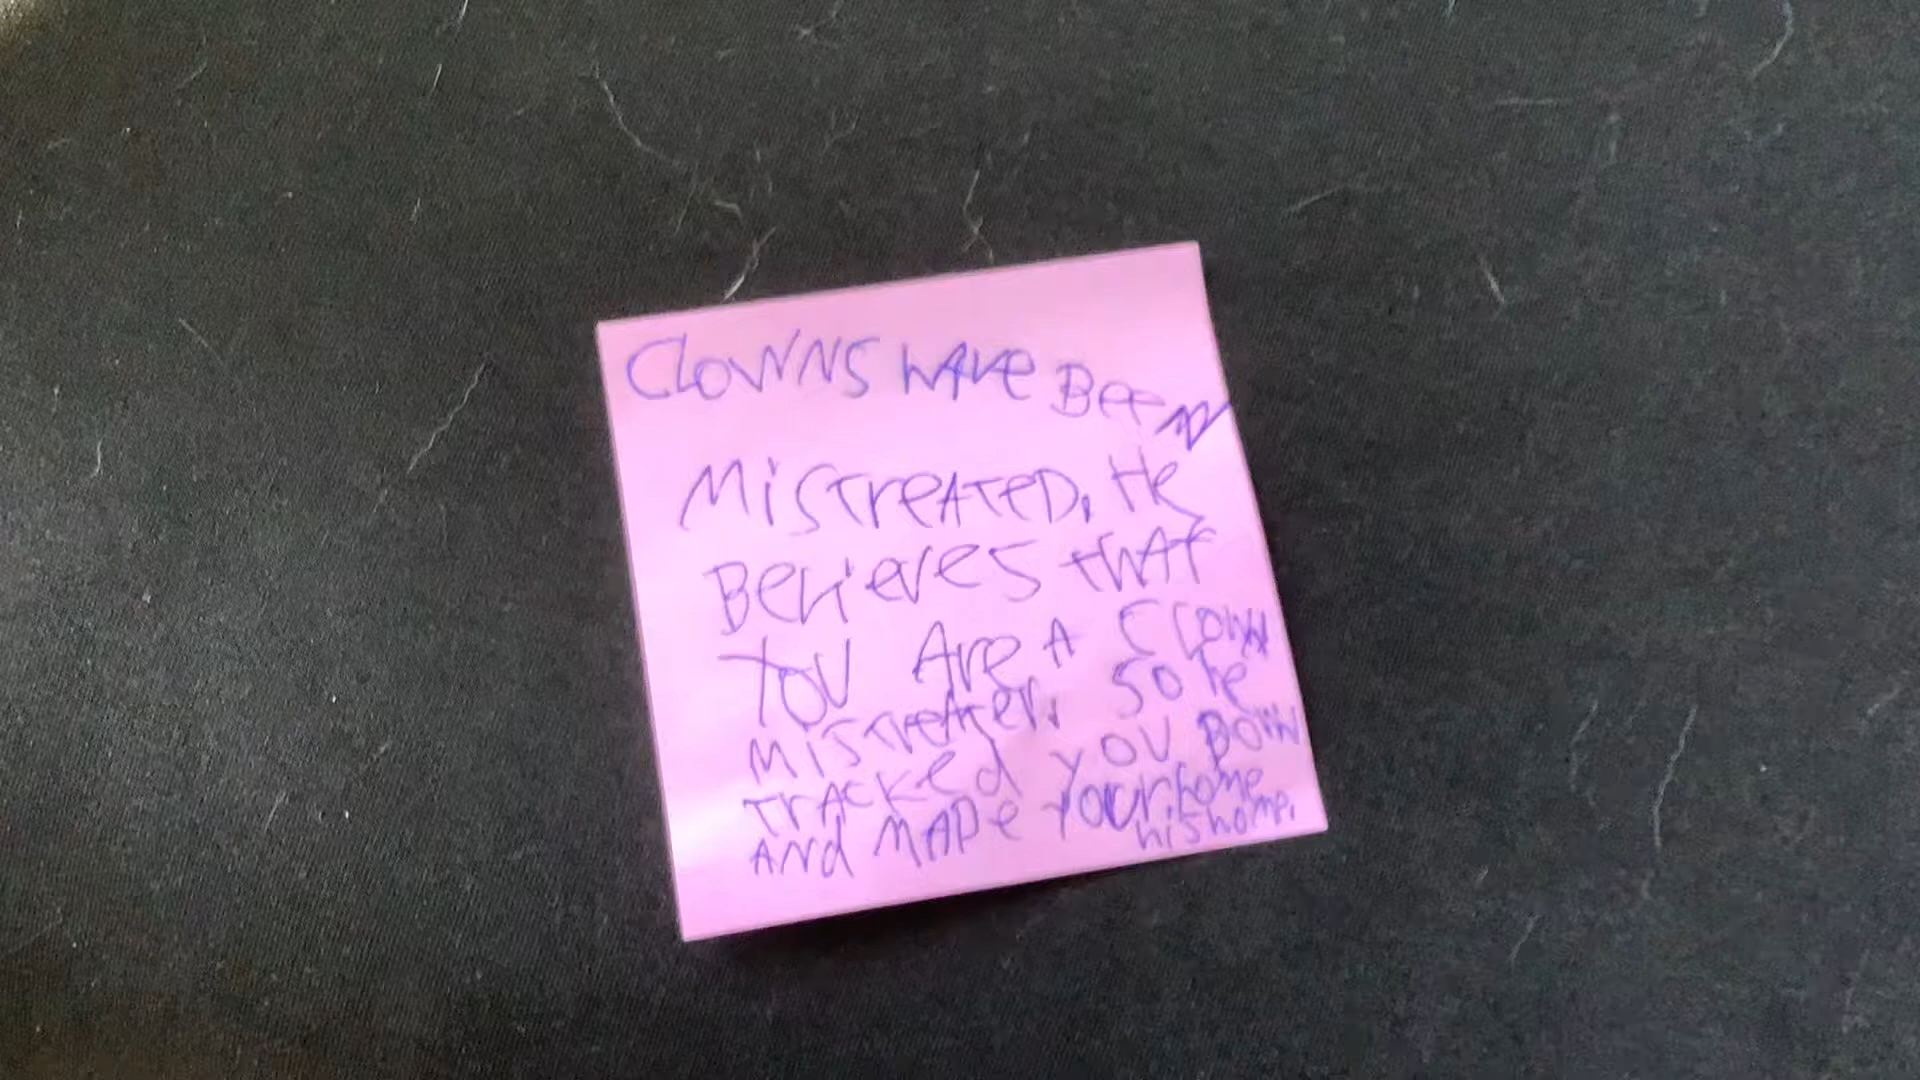 CLOWNS HAVE BEEN
MISTREATED. He
Believes THAT
YOU Are A CLOWN
MISTreATer. SO he
TRACKed YOU DOWN
ANd MADe YOUr home
his home.